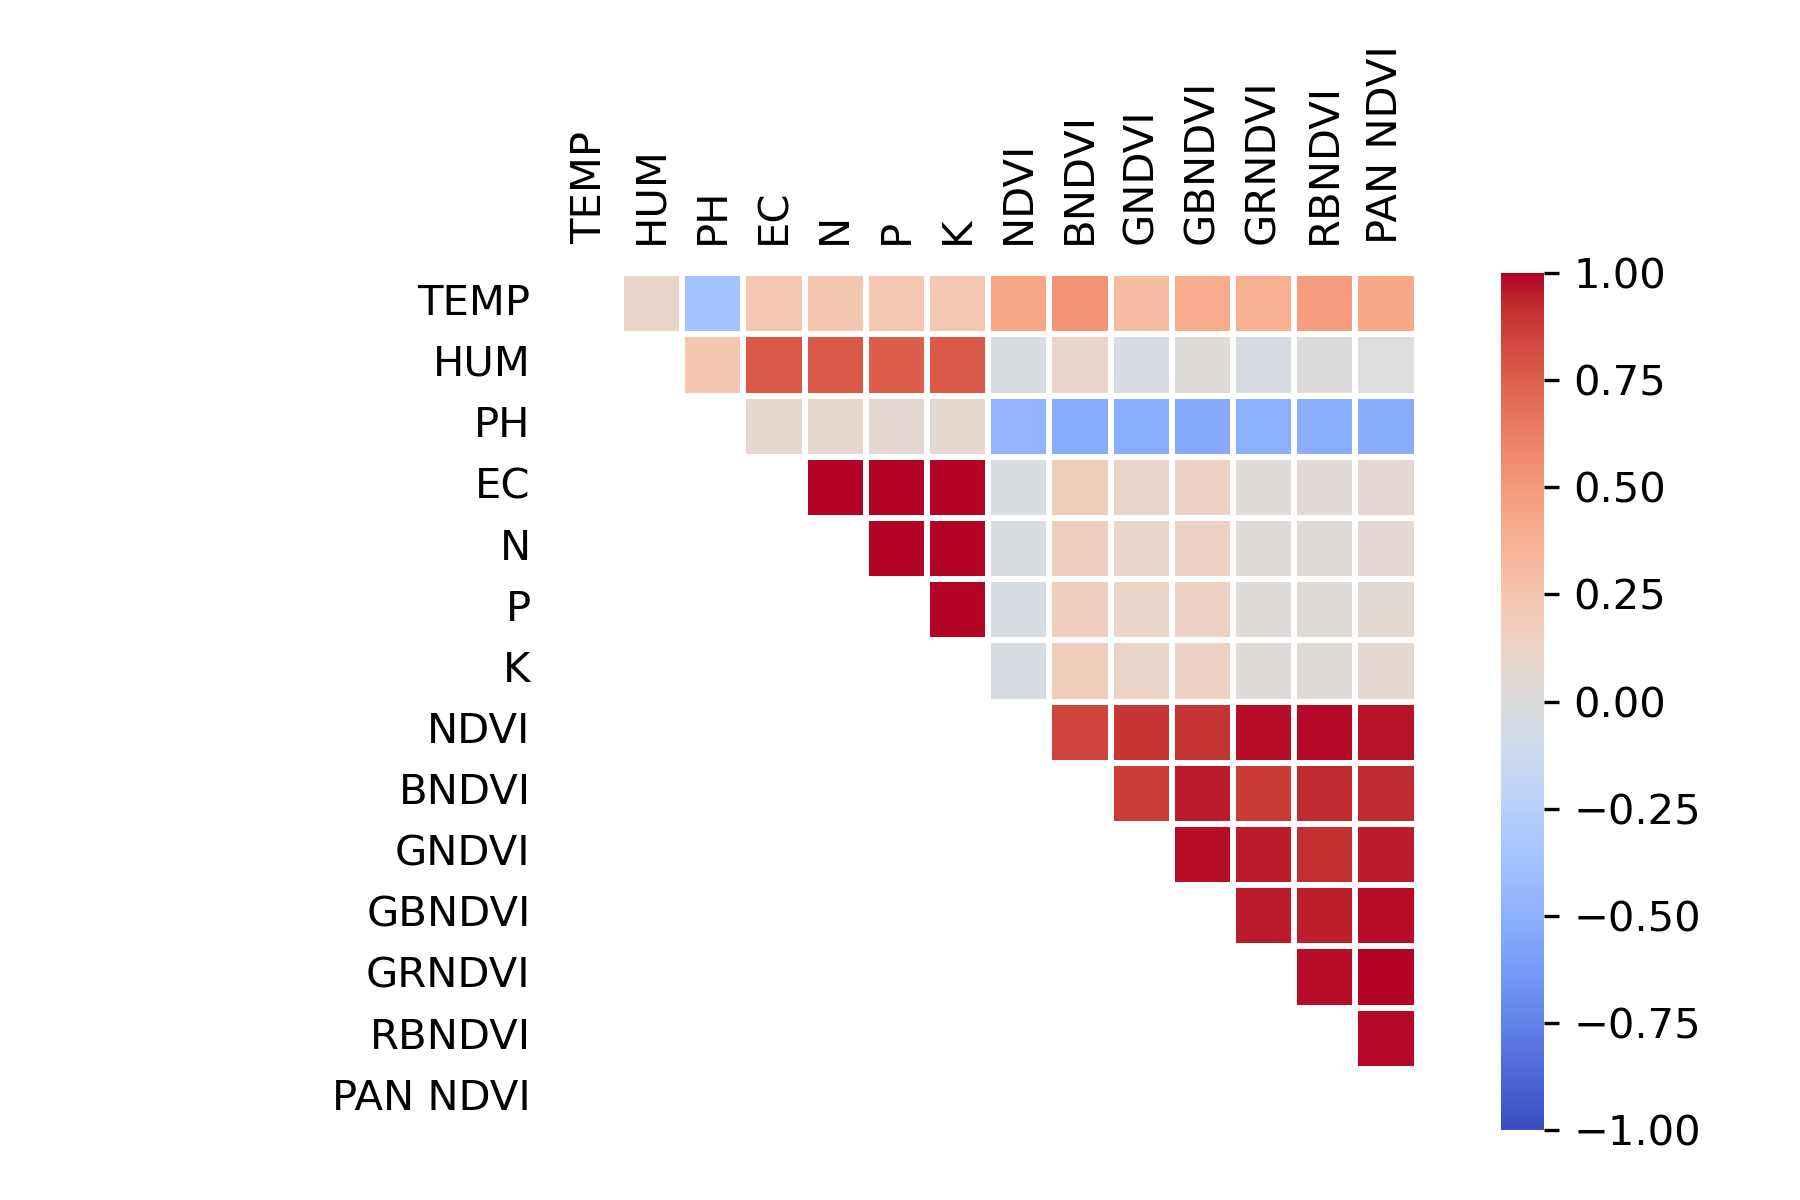 TEMP
HUM
PH
EC
N
P
K
NDVI
BNDVI
GNDVI
GBNDVI
GRNDVI
RBNDVI
PAN NDVI
TEMP
HUM
PH
EC
N
P
K
NDVI
BNDVI
GNDVI
GBNDVI
GRNDVI
RBNDVI
PAN NDVI
1.00
0.75
0.50
0.25
0.00
−0.25
−0.50
−0.75
−1.00